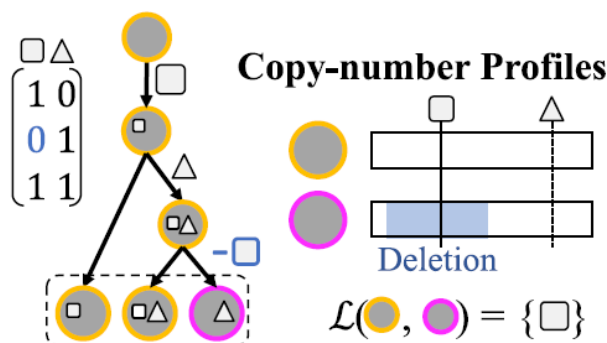 □ △
1 0
0 1
1 1
□
△
−□
Copy-number Profiles
□ △
Deletion
ℒ(●, ●) = {□}